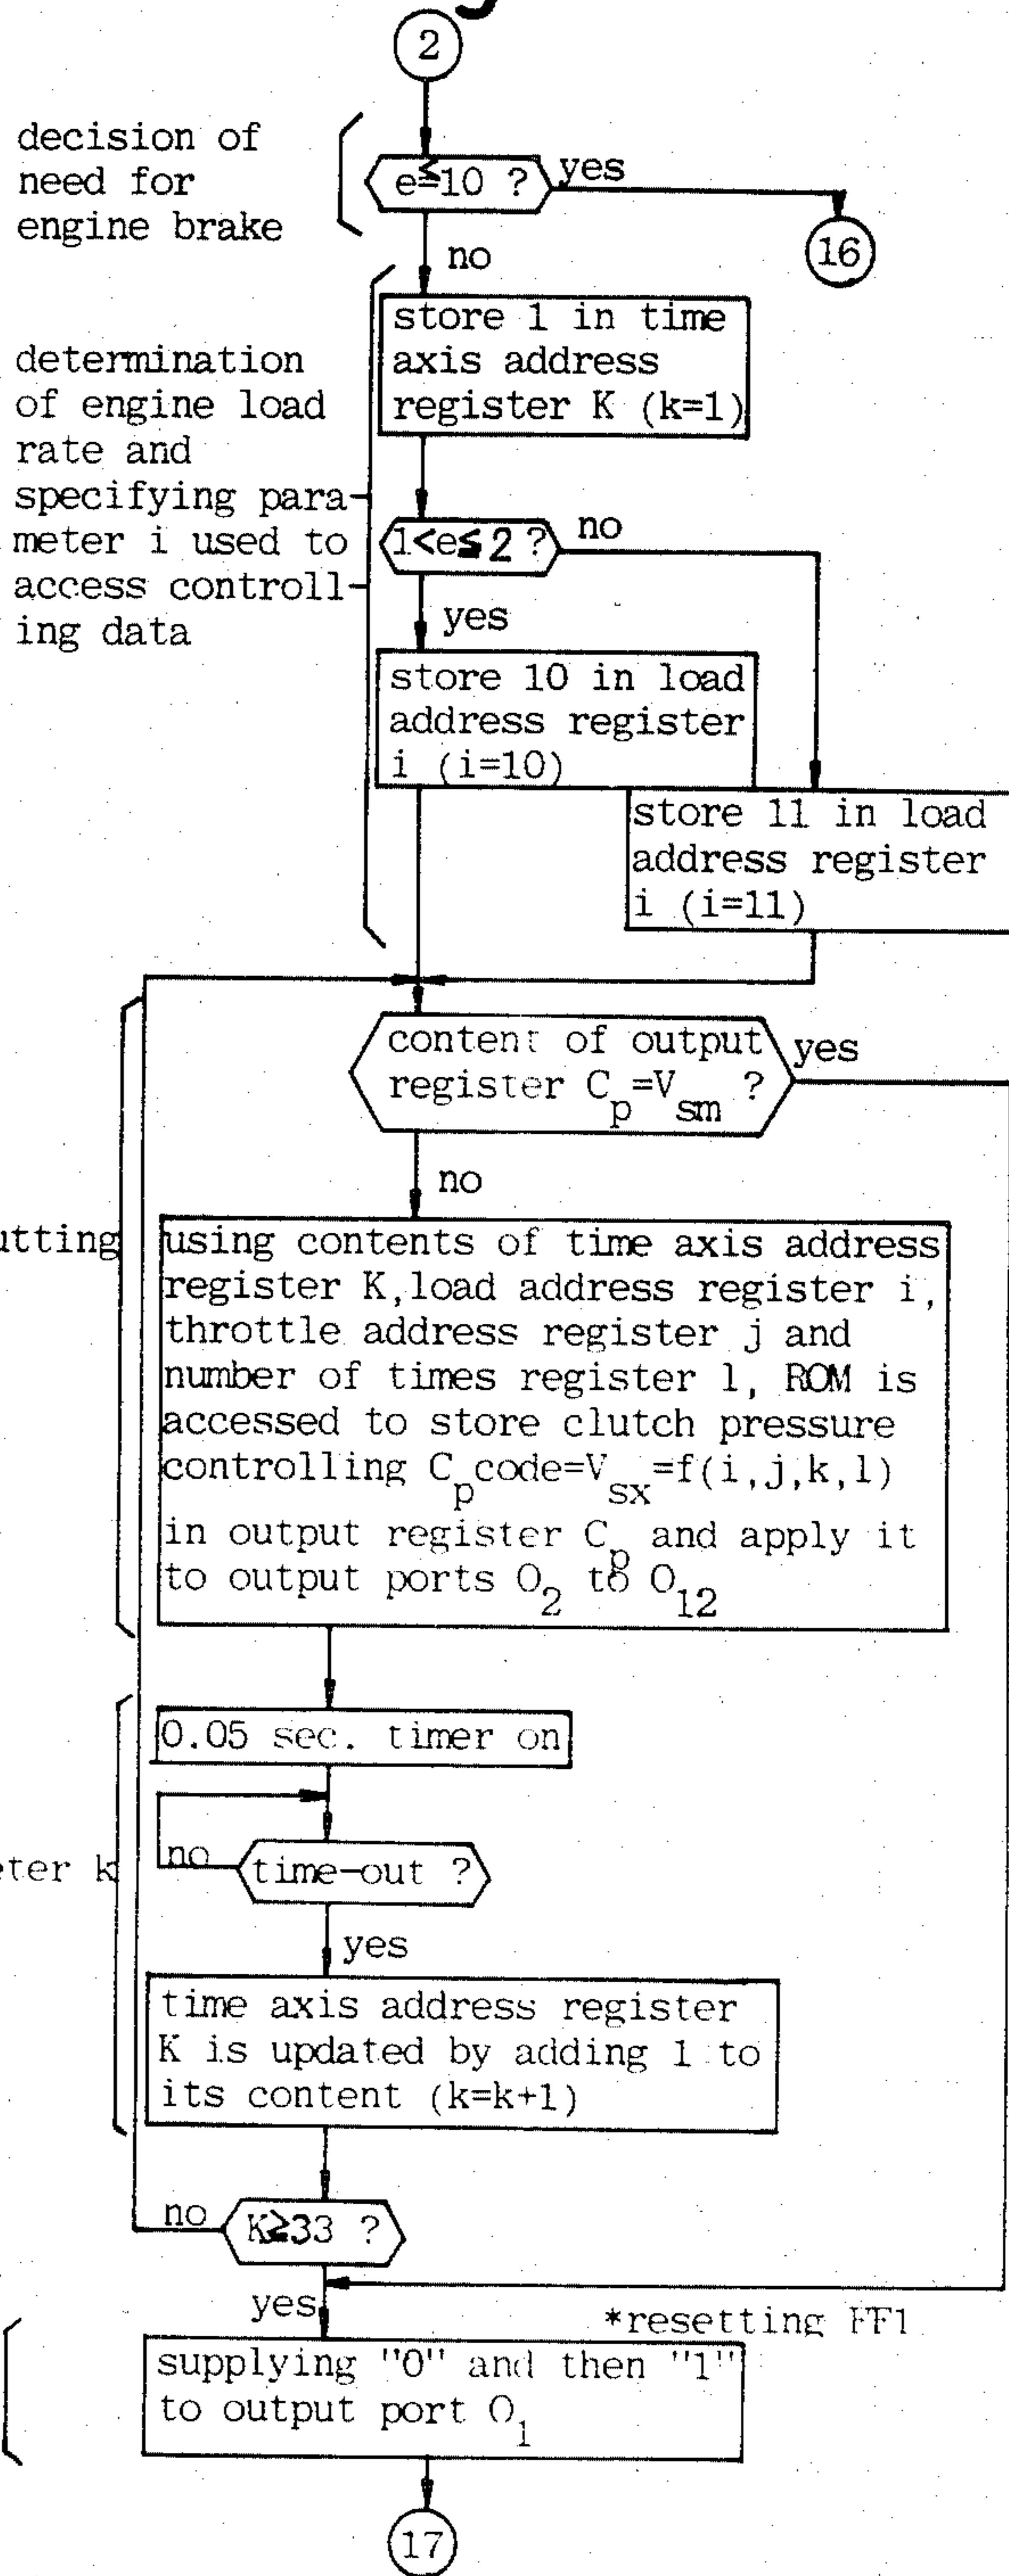 2
decision of
need for
engine brake
e≦10 ?
yes
16
no
store 1 in time
axis address
register K (k=1)
determination
of engine load
rate and
specifying para-
meter i used to
access controll-
ing data
1<e≦2 ?
no
yes
store 10 in load
address register
i (i=10)
store 11 in load
address register
i (i=11)
content of output
register Cp=Vsm ?
yes
no
utting
using contents of time axis address
register K,load address register i,
throttle address register j and
number of times register l, ROM is
accessed to store clutch pressure
controlling Cp code=Vsx=f(i,j,k,l)
in output register Cp and apply it
to output ports O2 to O12
0.05 sec. timer on
no
time-out ?
eter k
yes
time axis address register
K is updated by adding 1 to
its content (k=k+1)
no
K≧33 ?
yes
*resetting FF1
supplying "0" and then "1"
to output port O1
17